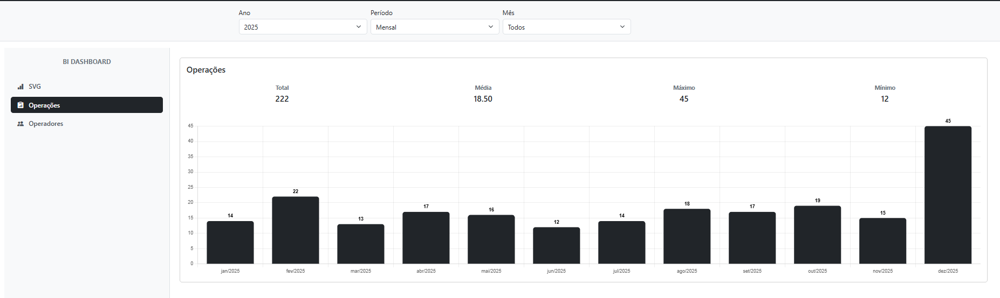 Ano Período Mês
2025 Mensal Todos
BI DASHBOARD
SVG
Operações
Operadores
Operações
Total Média Máximo Mínimo
222 18.50 45 12
45
40
35
30
25
20
15
10
5
0
14 22 13 17 16 12 14 18 17 19 15 45
jan/2025 fev/2025 mar/2025 abr/2025 mai/2025 jun/2025 jul/2025 ago/2025 set/2025 out/2025 nov/2025 dez/2025